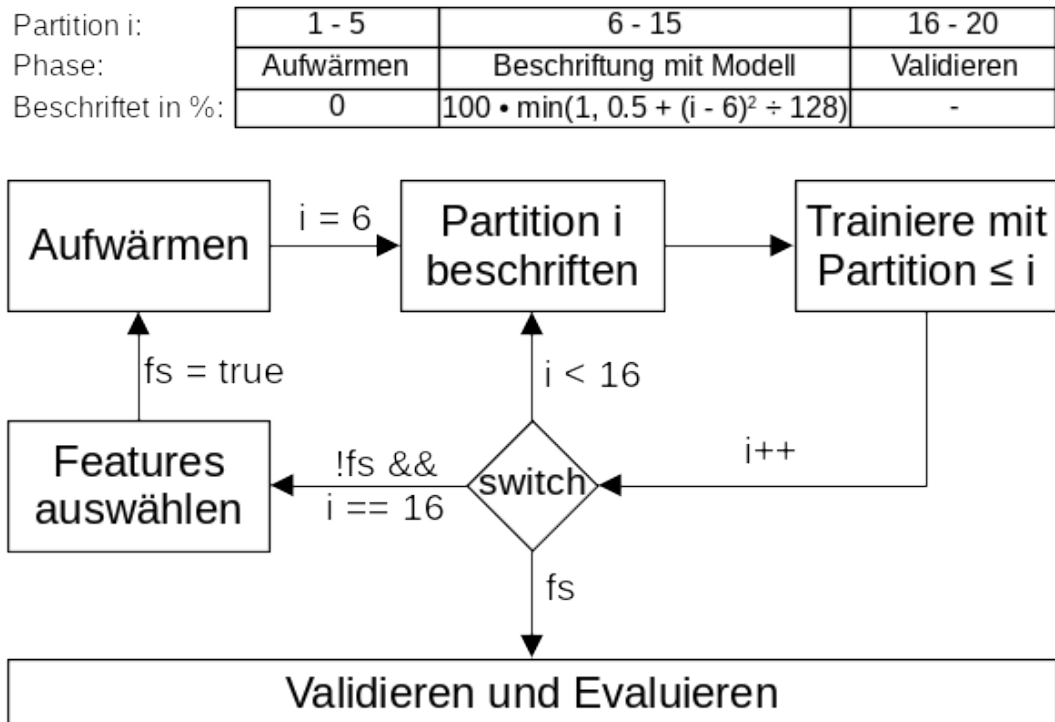 Partition i: 1 - 5 6 - 15 16 - 20
Phase: Aufwärmen Beschriftung mit Modell Validieren
Beschriftet in %: 0 100 • min(1, 0.5 + (i - 6)² ÷ 128) -
Aufwärmen
i = 6
Partition i
beschriften
Trainiere mit
Partition ≤ i
fs = true
i < 16
i++
Features
auswählen
!fs &&
i == 16
switch
fs
Validieren und Evaluieren